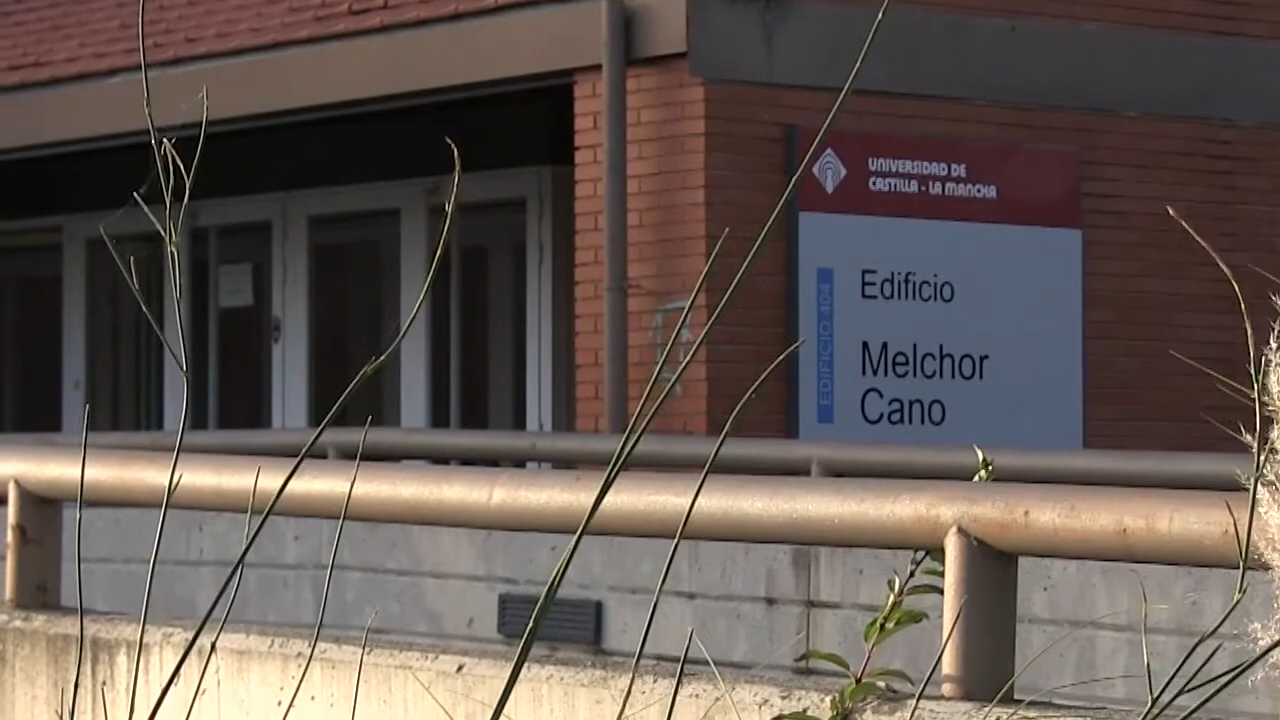 UNIVERSIDAD DE
CASTILLA - LA MANCHA
Edificio
Melchor
Cano
EDIFICIO 404